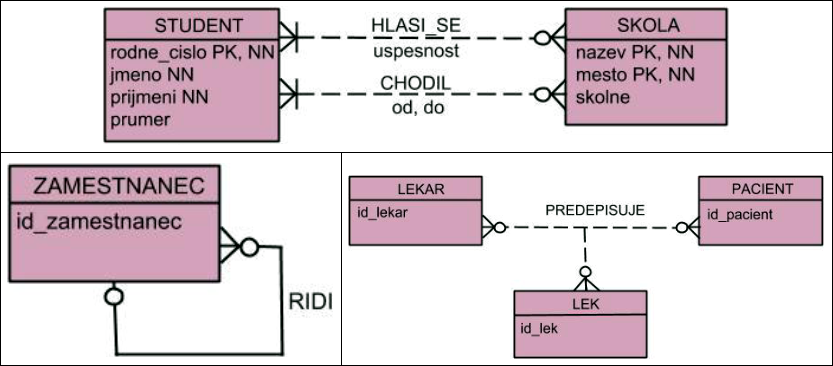 STUDENT
rodne_cislo PK, NN
jmeno NN
prijmeni NN
prumer
HLASI_SE
uspesnost
CHODIL
od, do
SKOLA
nazev PK, NN
mesto PK, NN
skolne
ZAMESTNANEC
id_zamestnanec
RIDI
LEKAR
id_lekar
PREDEPISUJE
PACIENT
id_pacient
LEK
id_lek